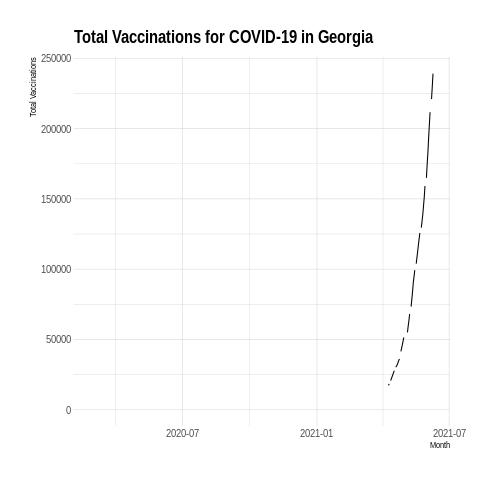 Total Vaccinations for COVID-19 in Georgia
Total Vaccinations
250000
200000
150000
100000
50000
0
2020-07 2021-01 2021-07
Month